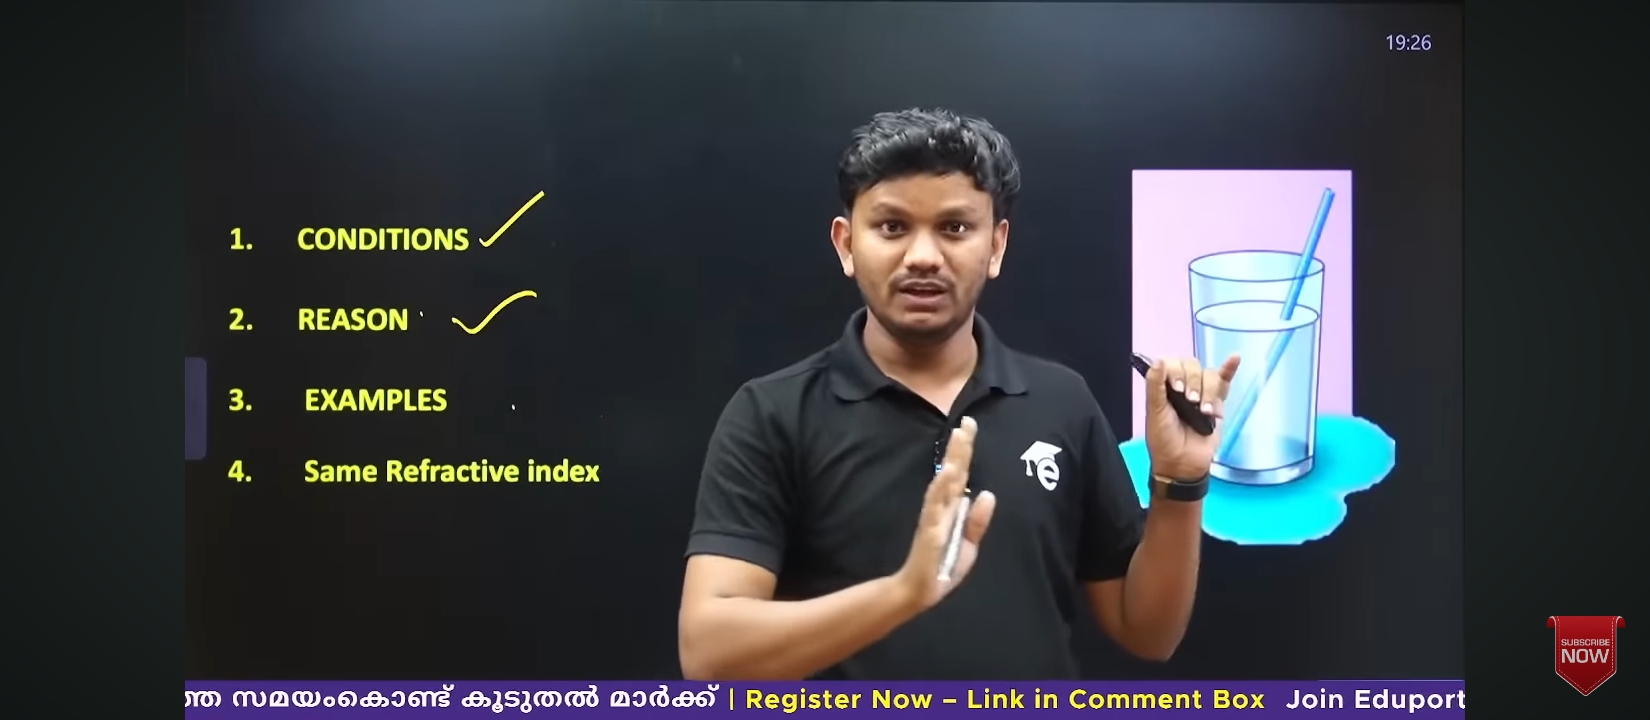 19:26
1. CONDITIONS
2. REASON
3. EXAMPLES
4. Same Refractive index
ത്ത സമയംകൊണ്ട് കൂടുതൽ മാർക്ക് | Register Now – Link in Comment Box Join Eduport
SUBSCRIBE
NOW